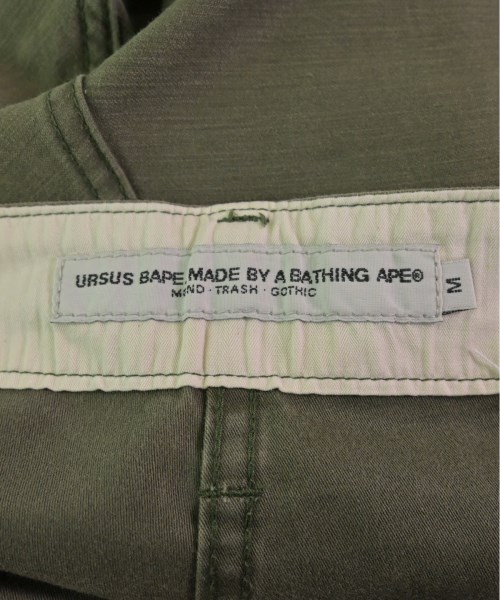 URSUS BAPE MADE BY A BATHING APE®
MIND · TRASH · GOTHIC
M